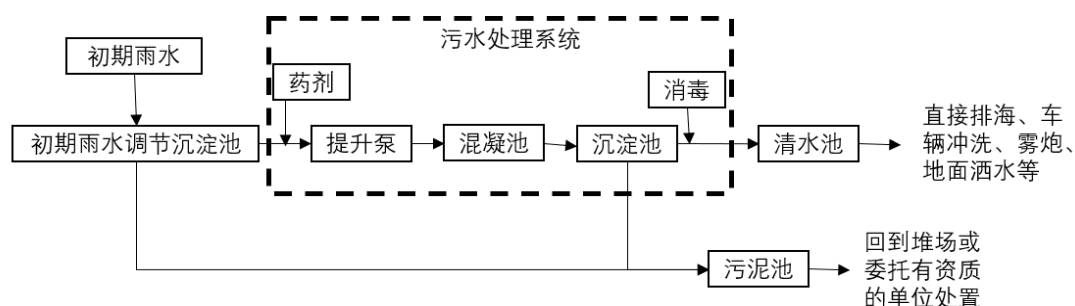 污水处理系统
初期雨水
药剂
消毒
初期雨水调节沉淀池
提升泵
混凝池
沉淀池
清水池
直接排海、车
辆冲洗、雾炮、
地面洒水等
污泥池
回到堆场或
委托有资质
的单位处置